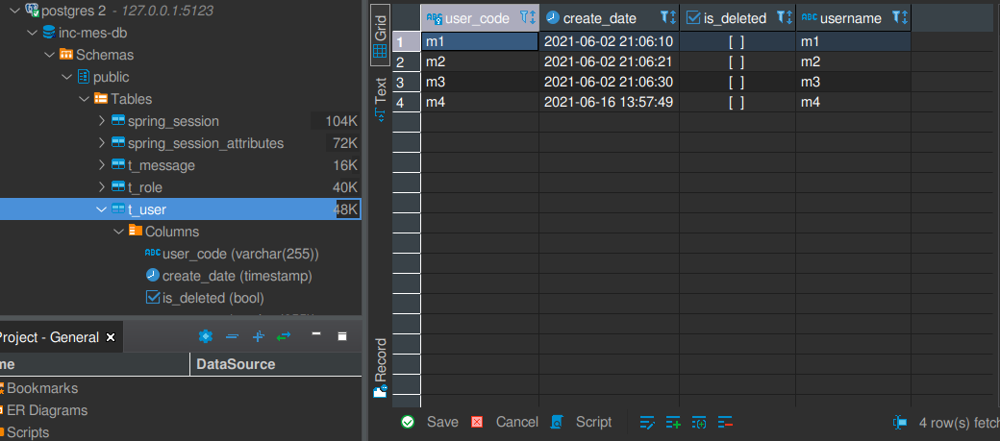 postgres 2 - 127.0.0.1:5123
inc-mes-db
Schemas
public
Tables
spring_session 104K
spring_session_attributes 72K
t_message 16K
t_role 40K
t_user 48K
Columns
ABC user_code (varchar(255))
create_date (timestamp)
is_deleted (bool)
Project - General
DataSource
Bookmarks
ER Diagrams
Scripts
Grid
Text
Record
ABC user_code create_date is_deleted ABC username
1 m1 2021-06-02 21:06:10 [ ] m1
2 m2 2021-06-02 21:06:21 [ ] m2
3 m3 2021-06-02 21:06:30 [ ] m3
4 m4 2021-06-16 13:57:49 [ ] m4
Save Cancel Script 4 row(s) fetch